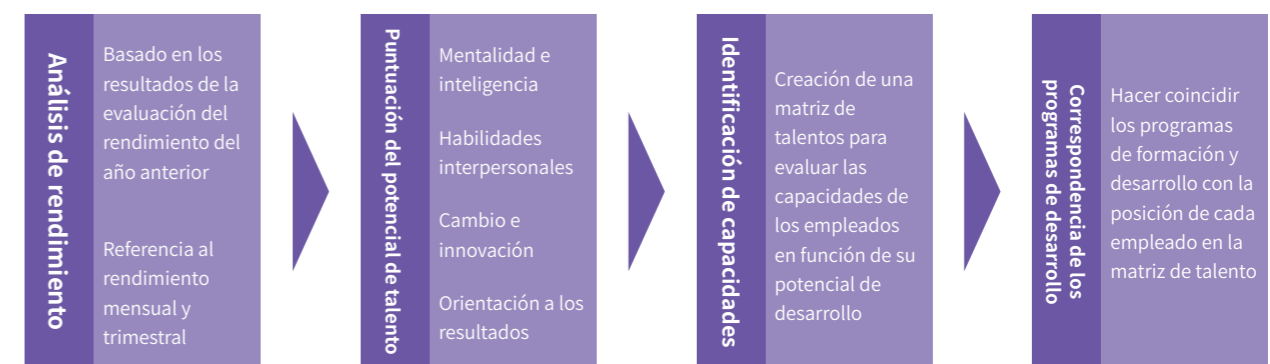 Análisis de rendimiento
Basado en los
resultados de la
evaluación del
rendimiento del
año anterior
Referencia al
rendimiento
mensual y
trimestral
Puntuación del potencial de talento
Mentalidad e
inteligencia
Habilidades
interpersonales
Cambio e
innovación
Orientación a los
resultados
Identificación de capacidades
Creación de una
matriz de
talentos para
evaluar las
capacidades de
los empleados
en función de su
potencial de
desarrollo
Correspondencia de los
programas de desarrollo
Hacer coincidir
los programas
de formación y
desarrollo con la
posición de cada
empleado en la
matriz de talento